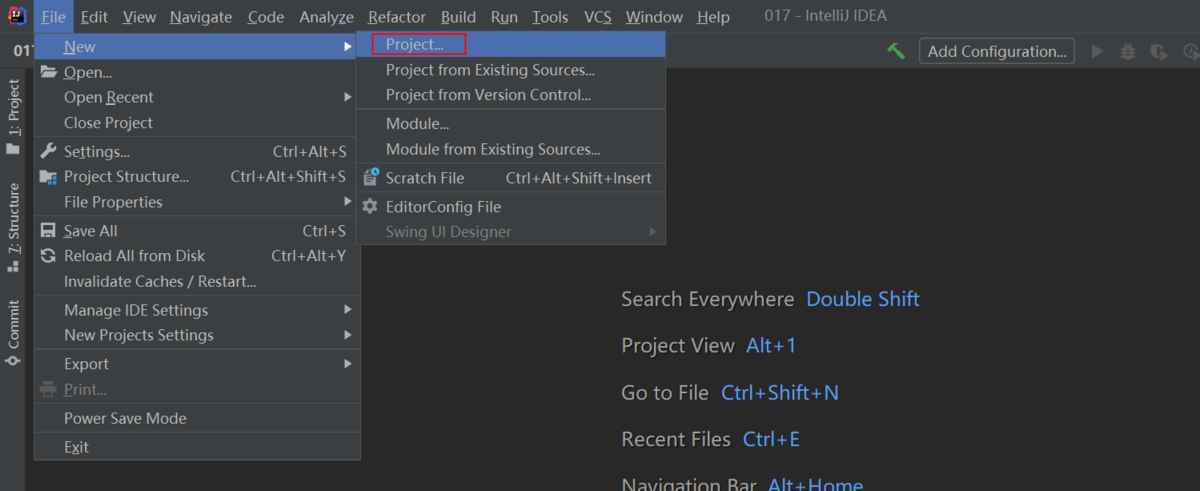 File Edit View Navigate Code Analyze Refactor Build Run Tools VCS Window Help 017 - IntelliJ IDEA
017
Add Configuration...
1: Project
7: Structure
Commit
New
Open...
Open Recent
Close Project
Settings... Ctrl+Alt+S
Project Structure... Ctrl+Alt+Shift+S
File Properties
Save All Ctrl+S
Reload All from Disk Ctrl+Alt+Y
Invalidate Caches / Restart...
Manage IDE Settings
New Projects Settings
Export
Print...
Power Save Mode
Exit
Project...
Project from Existing Sources...
Project from Version Control...
Module...
Module from Existing Sources...
Scratch File Ctrl+Alt+Shift+Insert
EditorConfig File
Swing UI Designer
Search Everywhere Double Shift
Project View Alt+1
Go to File Ctrl+Shift+N
Recent Files Ctrl+E
Navigation Bar Alt+Home